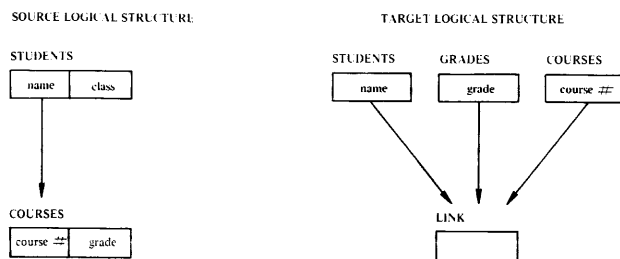 SOURCE LOGICAL STRUCTURE
STUDENTS
name class
COURSES
course # grade
TARGET LOGICAL STRUCTURE
STUDENTS GRADES COURSES
name grade course #
LINK